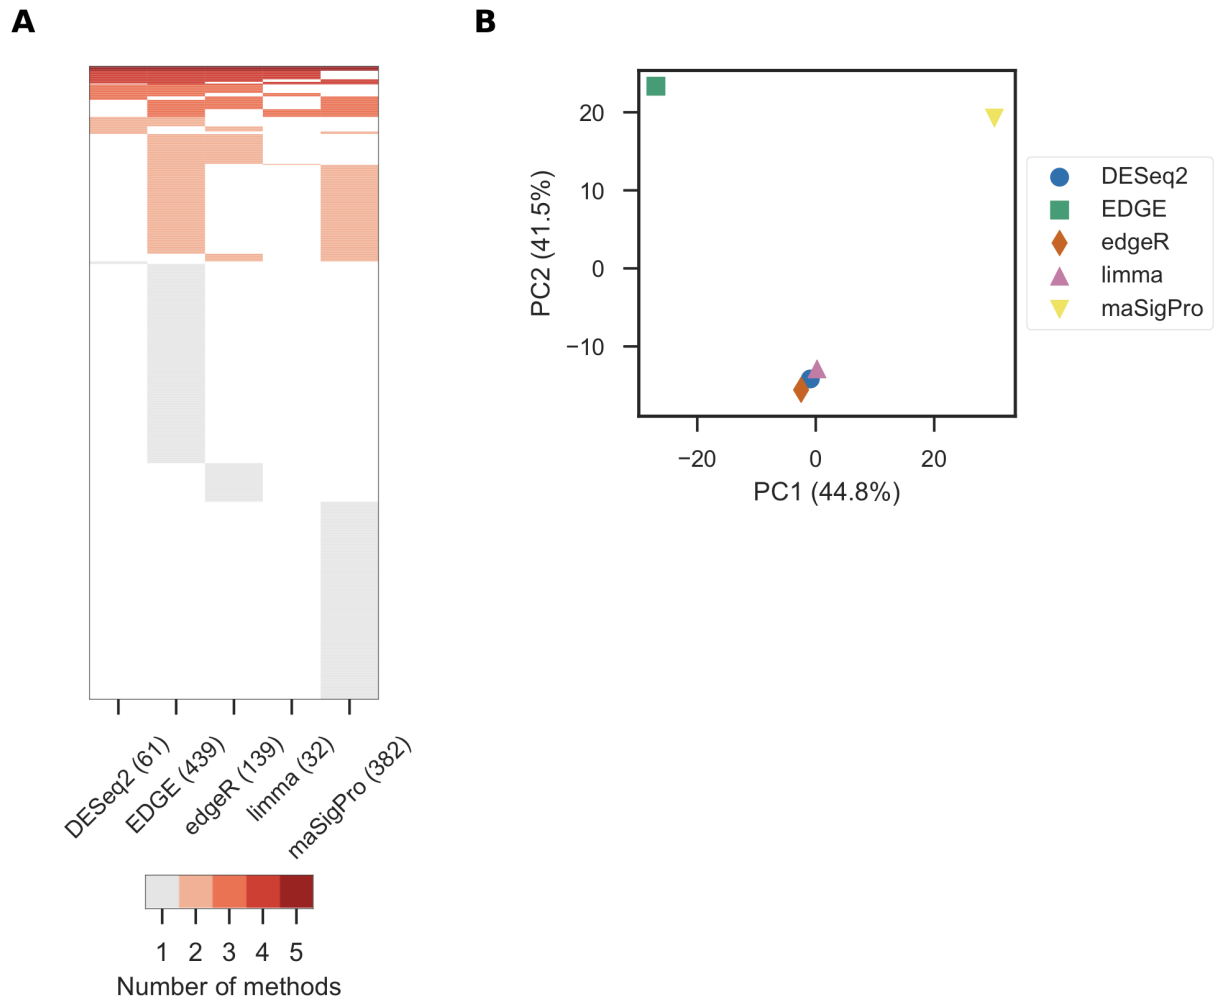 A
DESeq2 (61)
EDGE (439)
edgeR (139)
limma (32)
maSigPro (382)
1 2 3 4 5
Number of methods
B
PC2 (41.5%)
20
10
0
−10
−20 0 20
PC1 (44.8%)
DESeq2
EDGE
edgeR
limma
maSigPro